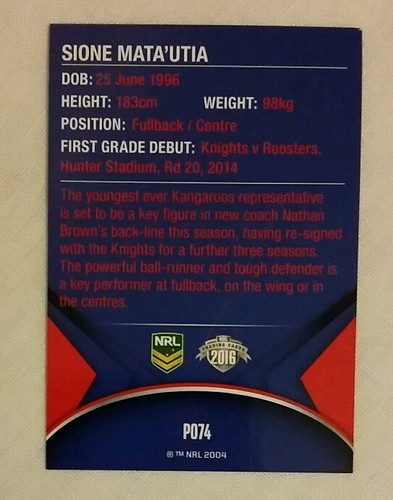 SIONE MATA'UTIA
DOB: 25 June 1996
HEIGHT: 183cm WEIGHT: 98kg
POSITION: Fullback / Centre
FIRST GRADE DEBUT: Knights v Roosters,
Hunter Stadium, Rd 20, 2014
The youngest ever Kangaroos representative
is set to be a key figure in new coach Nathan
Brown's back-line this season, having re-signed
with the Knights for a further three seasons.
The powerful ball-runner and tough defender is
a key performer at fullback, on the wing or in
the centres.
NRL
TRADING CARDS
2016
P074
® ™ NRL 2004